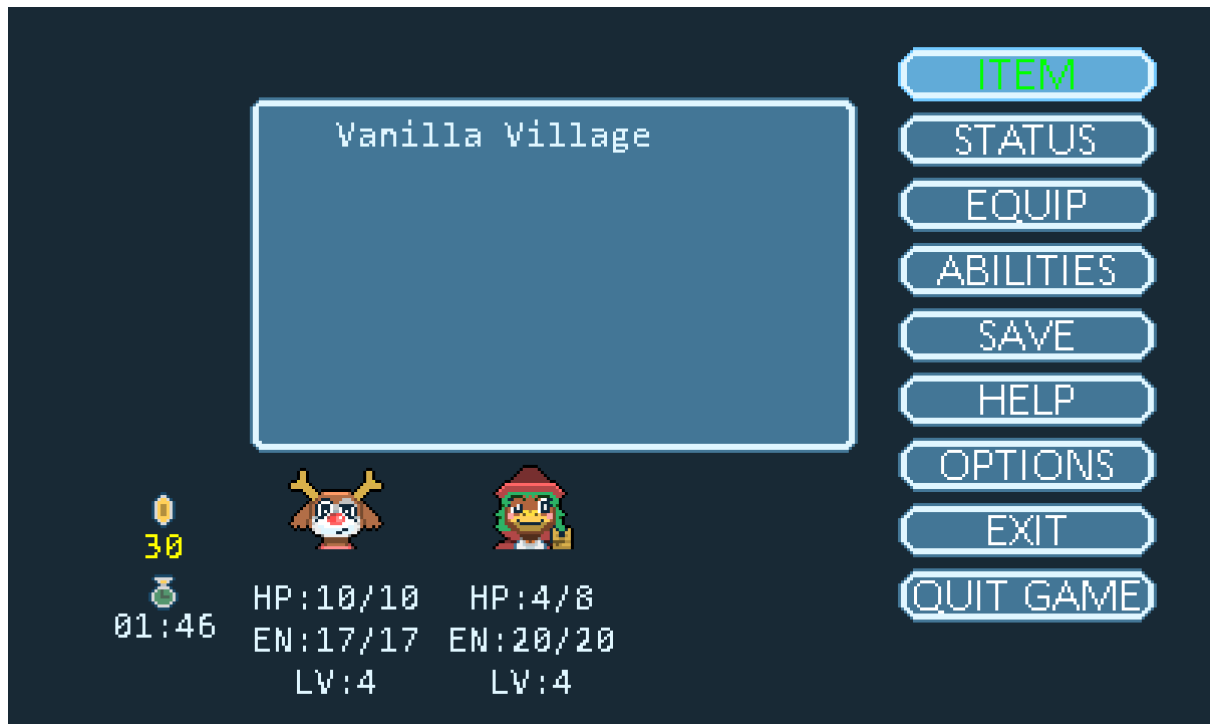 Vanilla Village
ITEM
STATUS
EQUIP
ABILITIES
SAVE
HELP
OPTIONS
EXIT
QUIT GAME
30
01:46
HP:10/10 HP:4/8
EN:17/17 EN:20/20
LV:4 LV:4